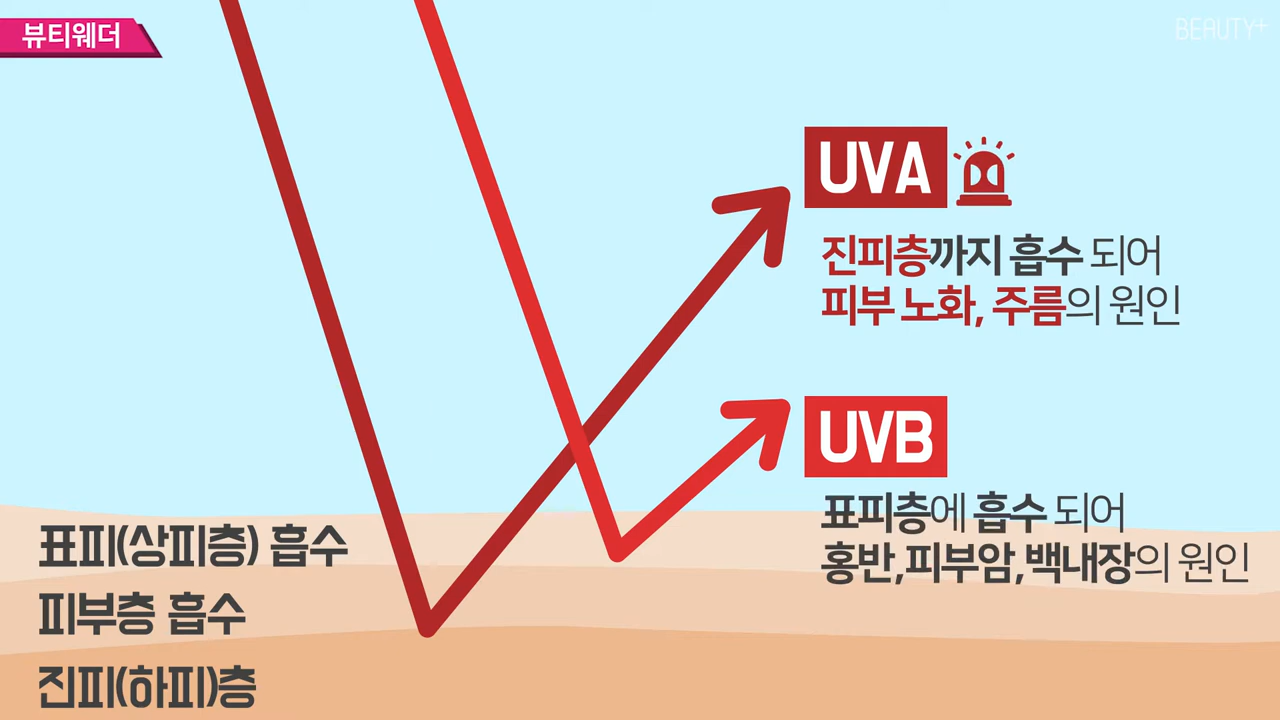 뷰티웨더
BEAUTY+
UVA
진피층까지 흡수 되어
피부 노화, 주름의 원인
UVB
표피층에 흡수 되어
홍반,피부암,백내장의 원인
표피(상피층) 흡수
피부층 흡수
진피(하피)층